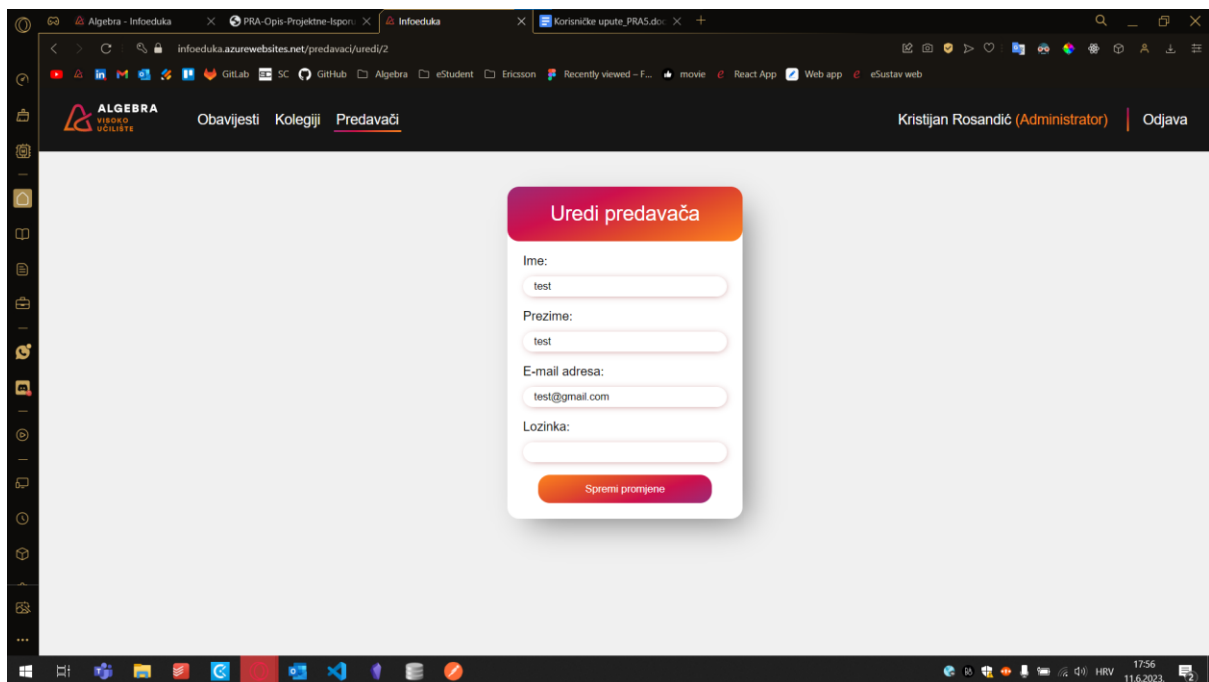 Algebra - Infoeduka
PRA-Opis-Projektne-Isporu
Infoeduka
Korisničke upute_PRA5.doc
infoeduka.azurewebsites.net/predavaci/uredi/2
GitLab SC GitHub Algebra eStudent Ericsson Recently viewed – F... movie React App Web app eSustav web
ALGEBRA
VISOKO
UČILIŠTE
Obavijesti Kolegiji Predavači
Kristijan Rosandić (Administrator) Odjava
Uredi predavača
Ime:
test
Prezime:
test
E-mail adresa:
test@gmail.com
Lozinka:
Spremi promjene
HRV
17:56
11.6.2023.
2